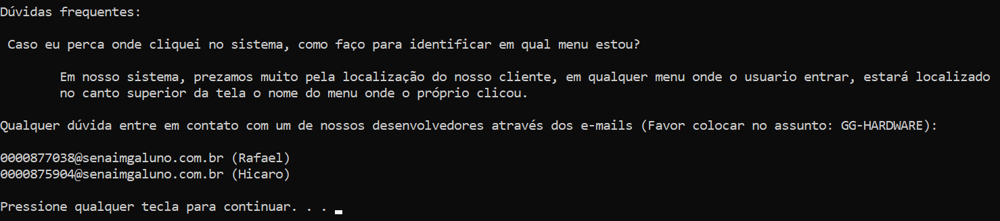 Dúvidas frequentes:
Caso eu perca onde cliquei no sistema, como faço para identificar em qual menu estou?
Em nosso sistema, prezamos muito pela localização do nosso cliente, em qualquer menu onde o usuario entrar, estará localizado
no canto superior da tela o nome do menu onde o próprio clicou.
Qualquer dúvida entre em contato com um de nossos desenvolvedores através dos e-mails (Favor colocar no assunto: GG-HARDWARE):
0000877038@senaimgaluno.com.br (Rafael)
0000875904@senaimgaluno.com.br (Hicaro)
Pressione qualquer tecla para continuar. . .